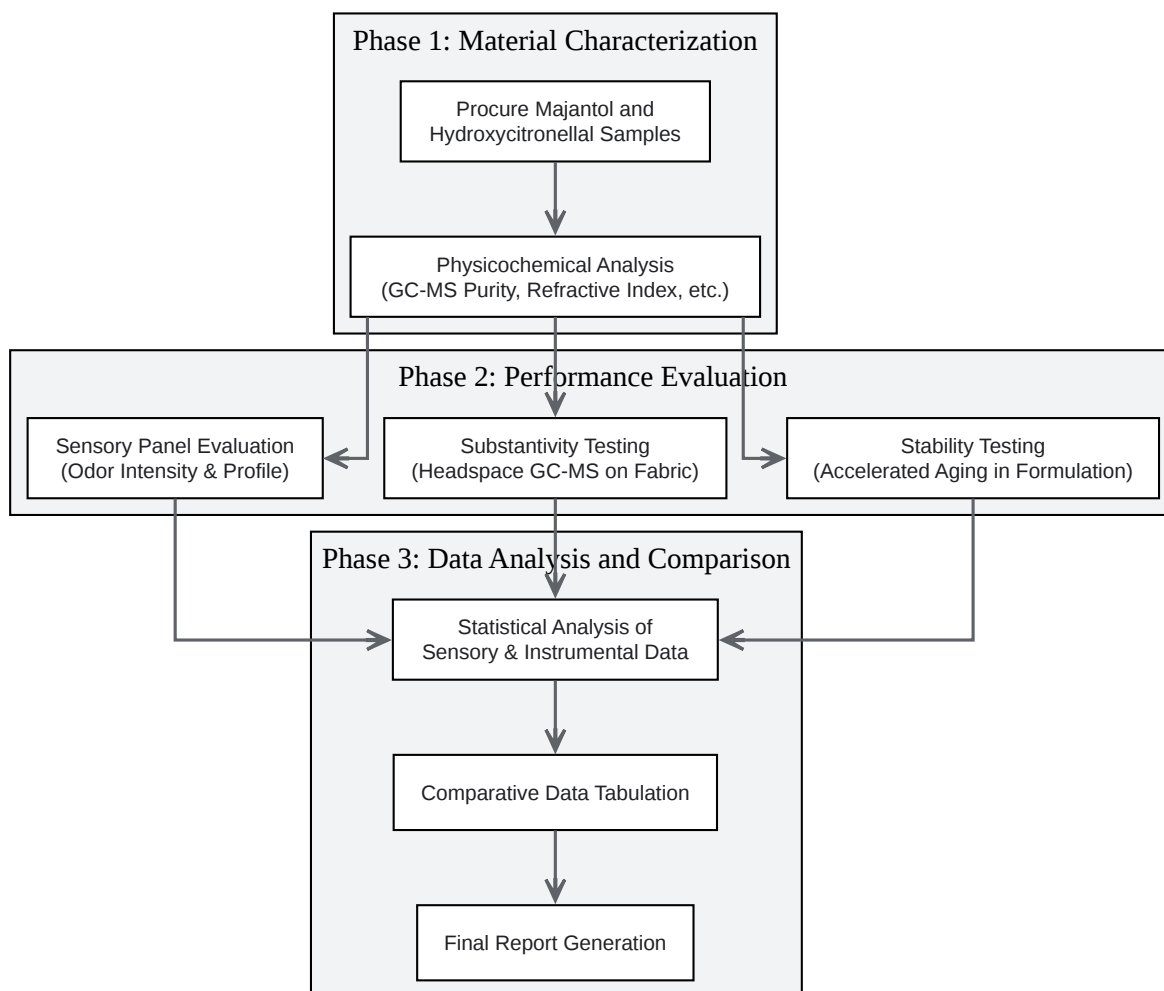 Phase 1: Material Characterization
Procure Majantol and
Hydroxycitronellal Samples
Physicochemical Analysis
(GC-MS Purity, Refractive Index, etc.)
Phase 2: Performance Evaluation
Sensory Panel Evaluation
(Odor Intensity & Profile)
Substantivity Testing
(Headspace GC-MS on Fabric)
Stability Testing
(Accelerated Aging in Formulation)
Phase 3: Data Analysis and Comparison
Statistical Analysis of
Sensory & Instrumental Data
Comparative Data Tabulation
Final Report Generation